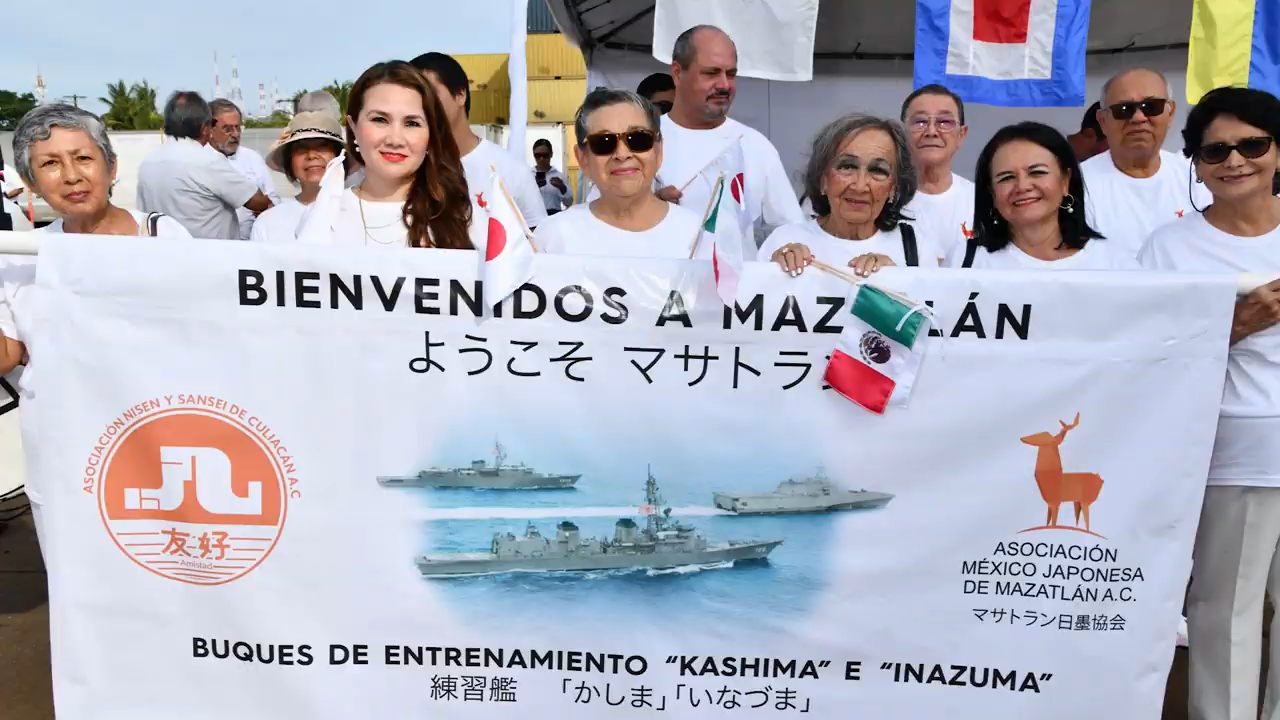 BIENVENIDOS A MAZ LÁN
ようこそ マサトラ
ASOCIACIÓN NISEN Y SANSEI DE CULIACÁN A.C
友好
Amistad
ASOCIACIÓN
MÉXICO JAPONESA
DE MAZATLÁN A.C.
マサトラン日墨協会
BUQUES DE ENTRENAMIENTO “KASHIMA” E “INAZUMA”
練習艦 「かしま」「いなづま」